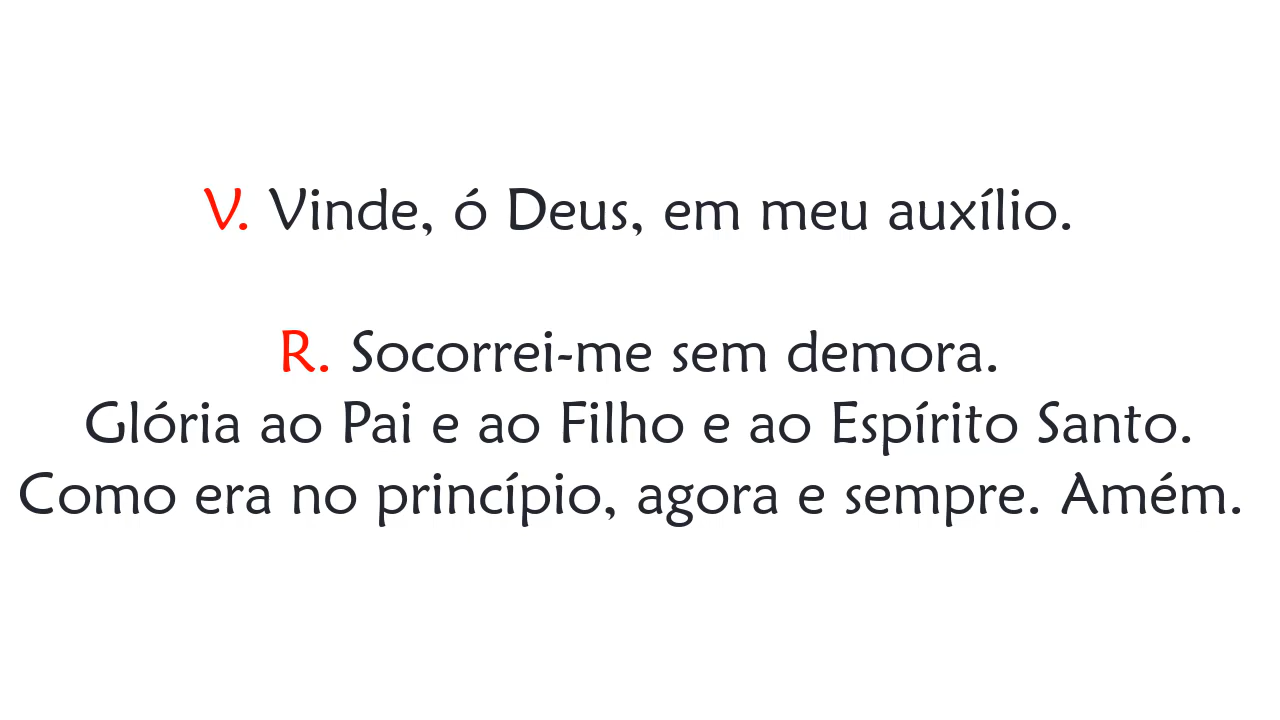 V. Vinde, ó Deus, em meu auxílio.
R. Socorrei-me sem demora.
Glória ao Pai e ao Filho e ao Espírito Santo.
Como era no princípio, agora e sempre. Amém.